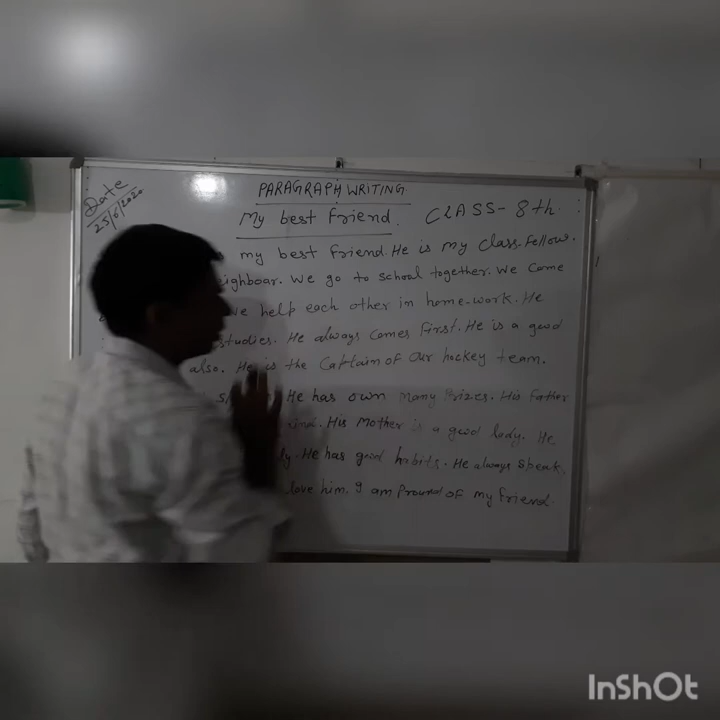 Date
25/6/2020
PARAGRAPH WRITING
My best friend. CLASS- 8th.
my best friend. He is my class-fellow.
neighboar. We go to school together. We come
We help each other in home-work. He
studies. He always comes first. He is a good
also. He is the Captain of our hockey team.
He has own many prizes. His Father
kind. His Mother is a good lady. He
He has good habits. He always speak
love him. I am Pround of my friend.
InShOt